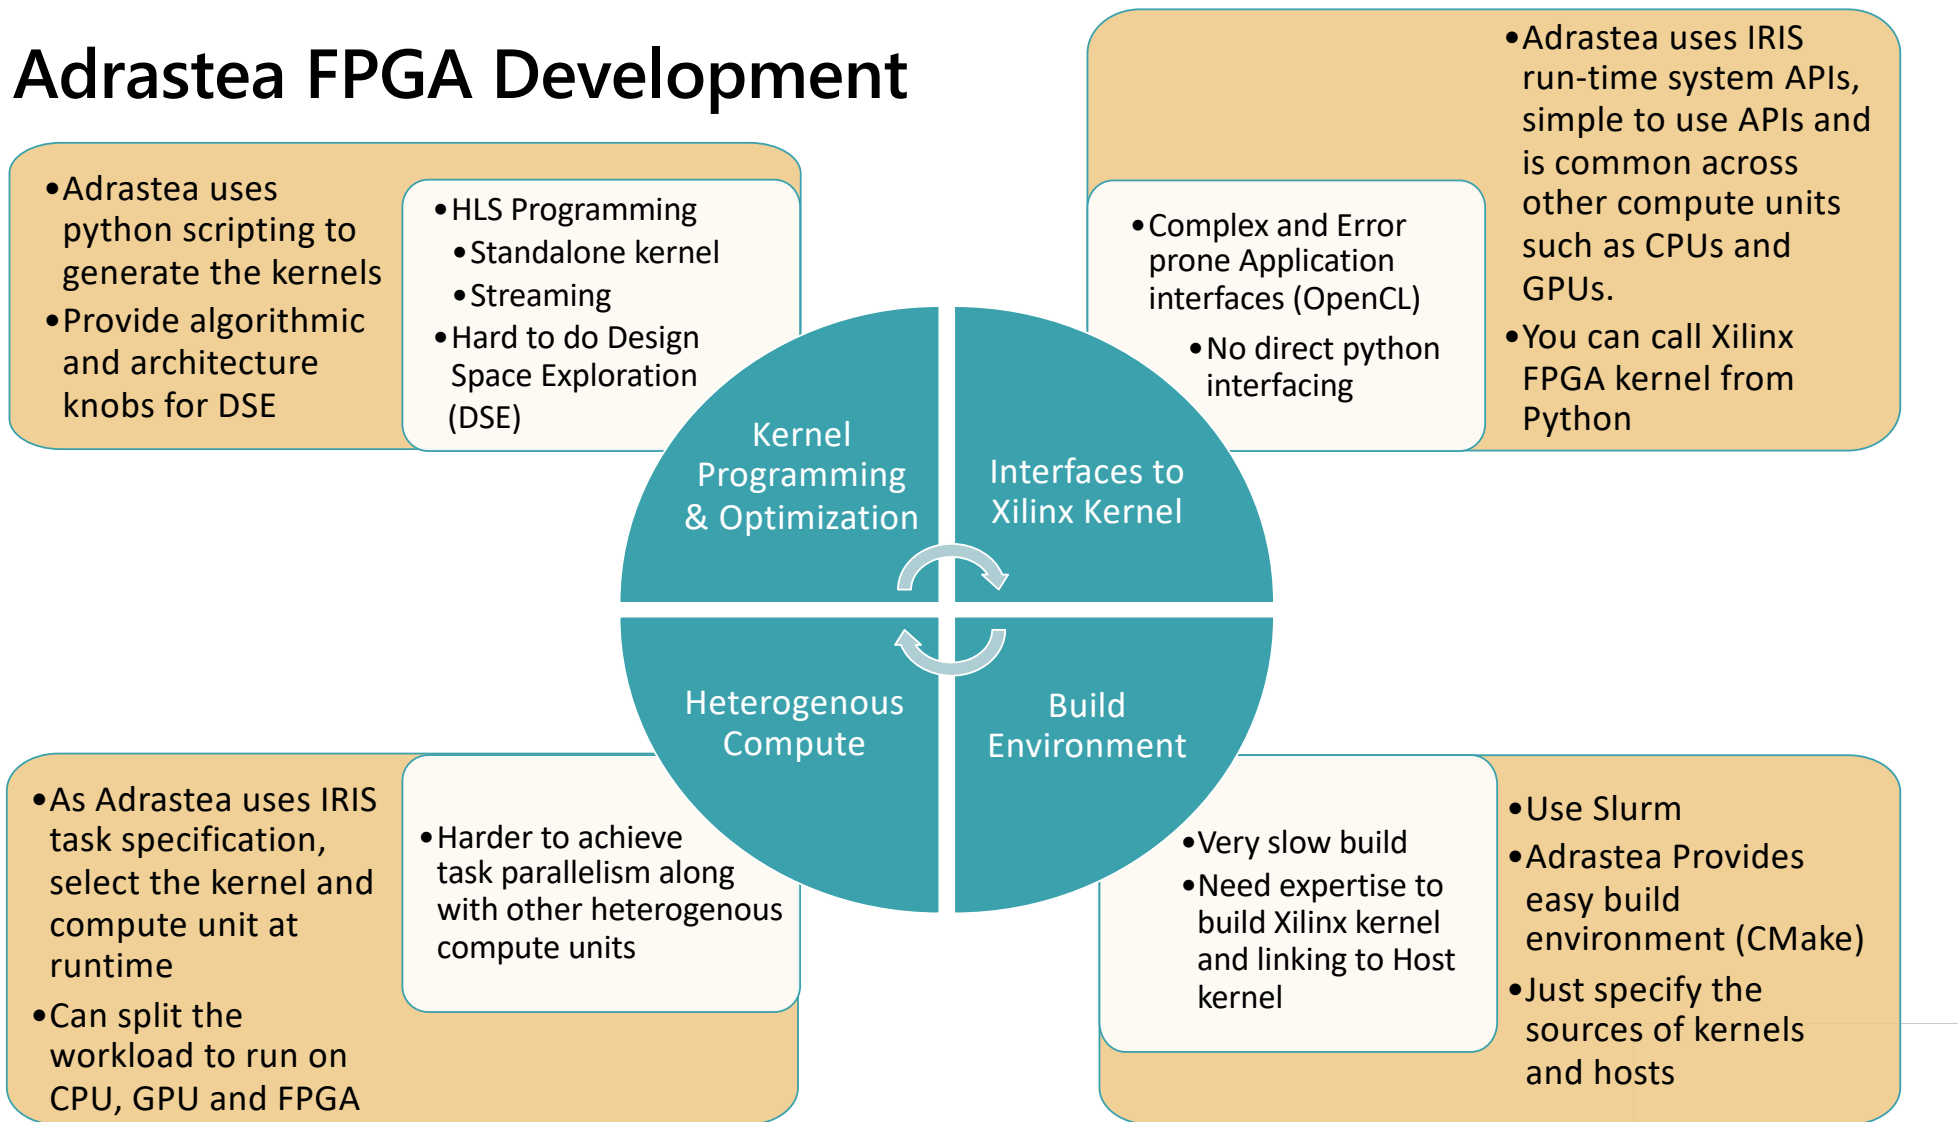 Adrastea FPGA Development
•Adrastea uses
python scripting to
generate the kernels
•Provide algorithmic
and architecture
knobs for DSE
•HLS Programming
•Standalone kernel
•Streaming
•Hard to do Design
Space Exploration
(DSE)
Kernel
Programming
& Optimization
•Complex and Error
prone Application
interfaces (OpenCL)
•No direct python
interfacing
•Adrastea uses IRIS
run-time system APIs,
simple to use APIs and
is common across
other compute units
such as CPUs and
GPUs.
•You can call Xilinx
FPGA kernel from
Python
Interfaces to
Xilinx Kernel
Heterogenous
Compute
•As Adrastea uses IRIS
task specification,
select the kernel and
compute unit at
runtime
•Can split the
workload to run on
CPU, GPU and FPGA
•Harder to achieve
task parallelism along
with other heterogenous
compute units
Build
Environment
•Very slow build
•Need expertise to
build Xilinx kernel
and linking to Host
kernel
•Use Slurm
•Adrastea Provides
easy build
environment (CMake)
•Just specify the
sources of kernels
and hosts